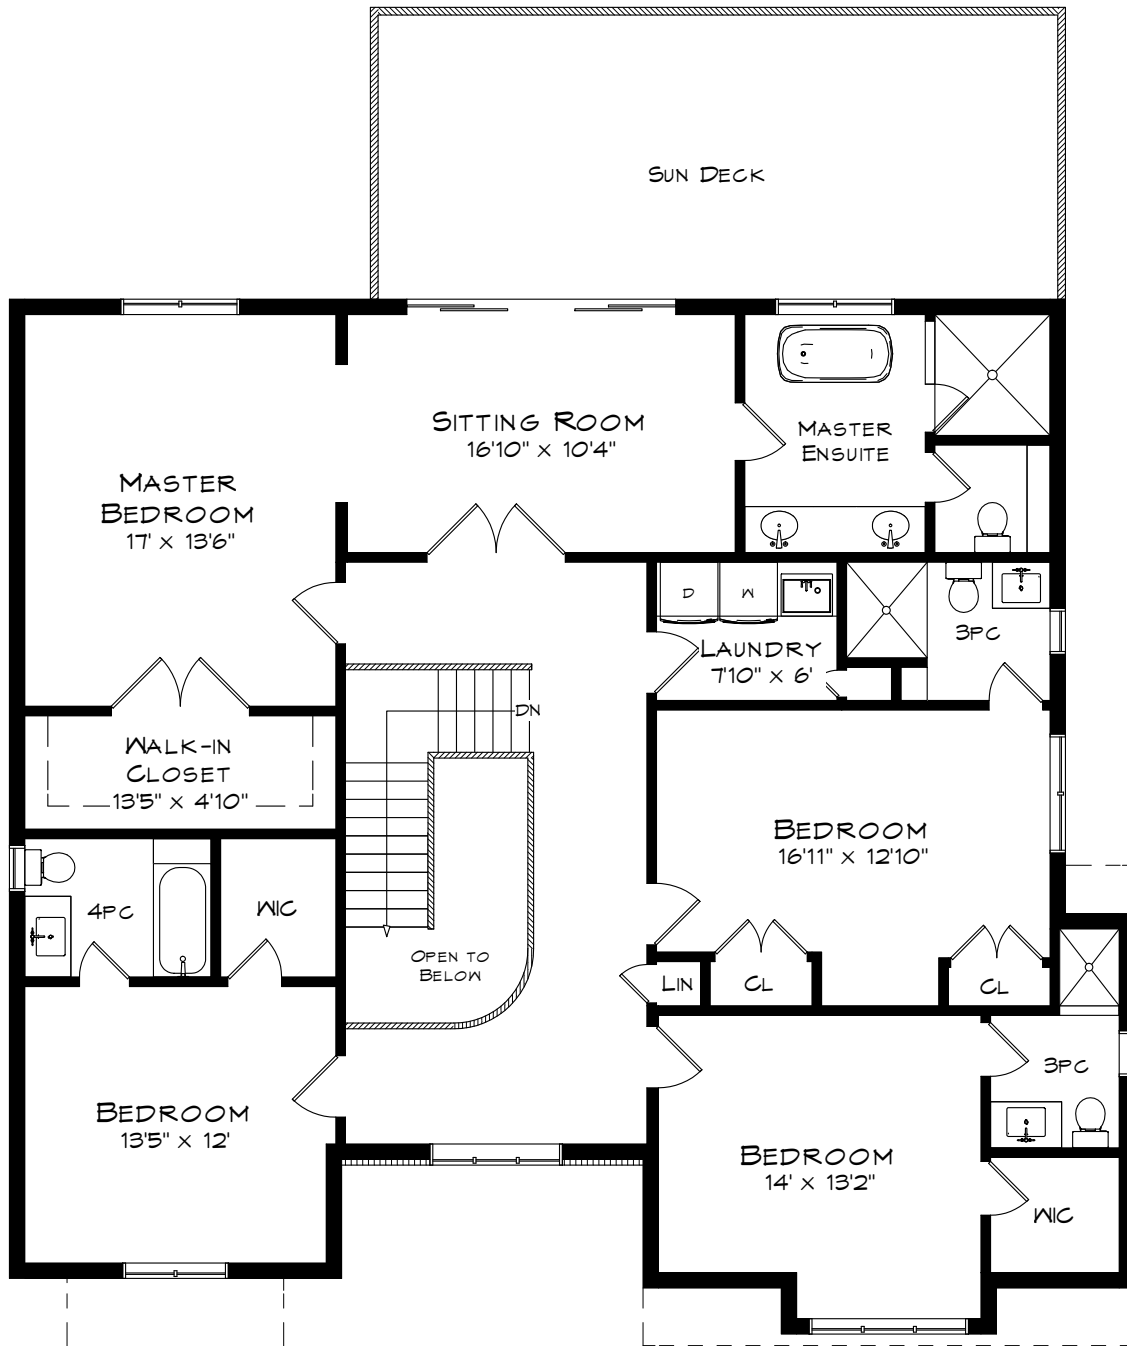 SUN DECK
SITTING ROOM
16'10" x 10'4"
MASTER
ENSUITE
MASTER
BEDROOM
17' x 13'6"
D
W
3PC
LAUNDRY
7'10" x 6'
DN
WALK-IN
CLOSET
13'5" x 4'10"
BEDROOM
16'11" x 12'10"
4PC
WIC
OPEN TO
BELOW
LIN
CL
CL
3PC
BEDROOM
13'5" x 12'
BEDROOM
14' x 13'2"
WIC